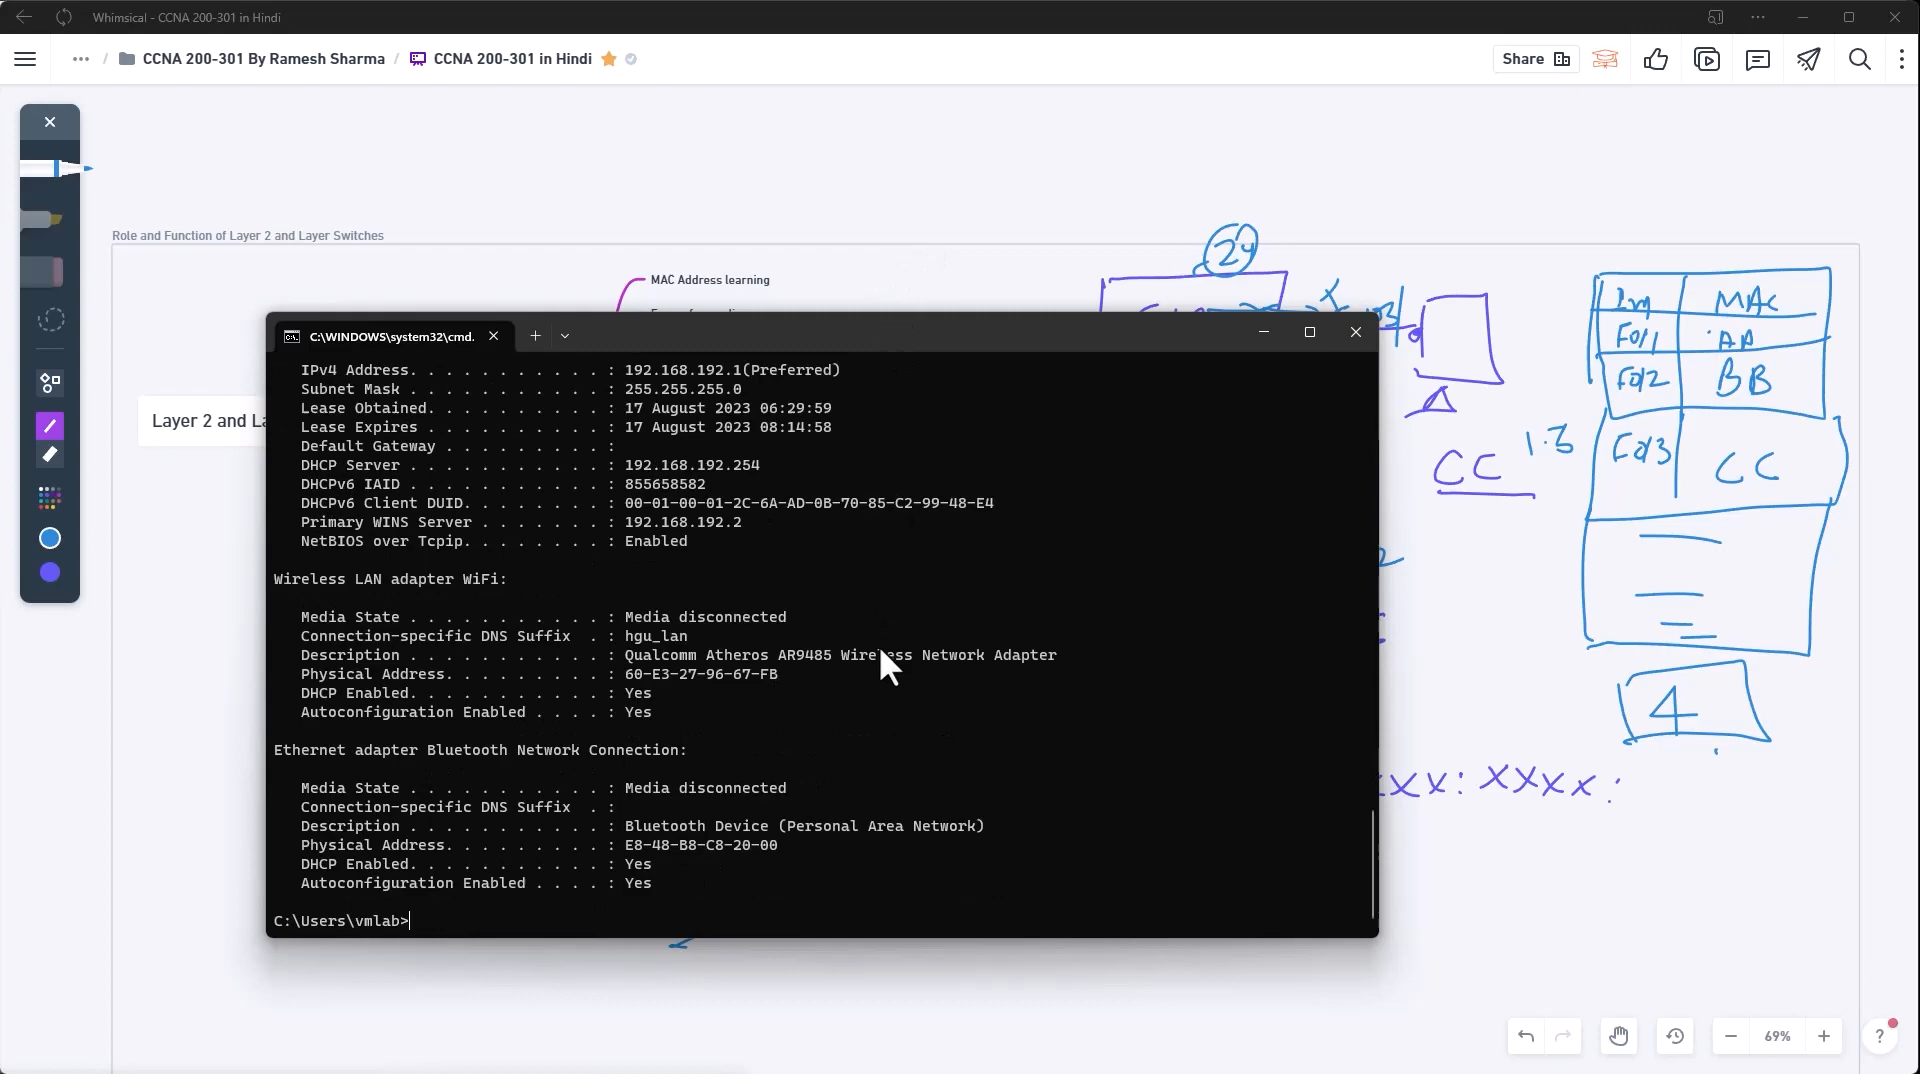 Whimsical - CCNA 200-301 in Hindi
/ CCNA 200-301 By Ramesh Sharma / CCNA 200-301 in Hindi
Share
Role and Function of Layer 2 and Layer Switches
MAC Address learning
24
MAC
Fo/1 AA
Fo/2 BB
Fo/3 CC
A
CC 1.3
4
XXX: XXXX:
Layer 2 and La
C:\WINDOWS\system32\cmd.
IPv4 Address. . . . . . . . . . . : 192.168.192.1(Preferred)
Subnet Mask . . . . . . . . . . . : 255.255.255.0
Lease Obtained. . . . . . . . . . : 17 August 2023 06:29:59
Lease Expires . . . . . . . . . . : 17 August 2023 08:14:58
Default Gateway . . . . . . . . . :
DHCP Server . . . . . . . . . . . : 192.168.192.254
DHCPv6 IAID . . . . . . . . . . . : 855658582
DHCPv6 Client DUID. . . . . . . . : 00-01-00-01-2C-6A-AD-0B-70-85-C2-99-48-E4
Primary WINS Server . . . . . . . : 192.168.192.2
NetBIOS over Tcpip. . . . . . . . : Enabled
Wireless LAN adapter WiFi:
Media State . . . . . . . . . . . : Media disconnected
Connection-specific DNS Suffix  . : hgu_lan
Description . . . . . . . . . . . : Qualcomm Atheros AR9485 Wireless Network Adapter
Physical Address. . . . . . . . . : 60-E3-27-96-67-FB
DHCP Enabled. . . . . . . . . . . : Yes
Autoconfiguration Enabled . . . . : Yes
Ethernet adapter Bluetooth Network Connection:
Media State . . . . . . . . . . . : Media disconnected
Connection-specific DNS Suffix  . :
Description . . . . . . . . . . . : Bluetooth Device (Personal Area Network)
Physical Address. . . . . . . . . : E8-48-B8-C8-20-00
DHCP Enabled. . . . . . . . . . . : Yes
Autoconfiguration Enabled . . . . : Yes
C:\Users\vmlab>
69%
?